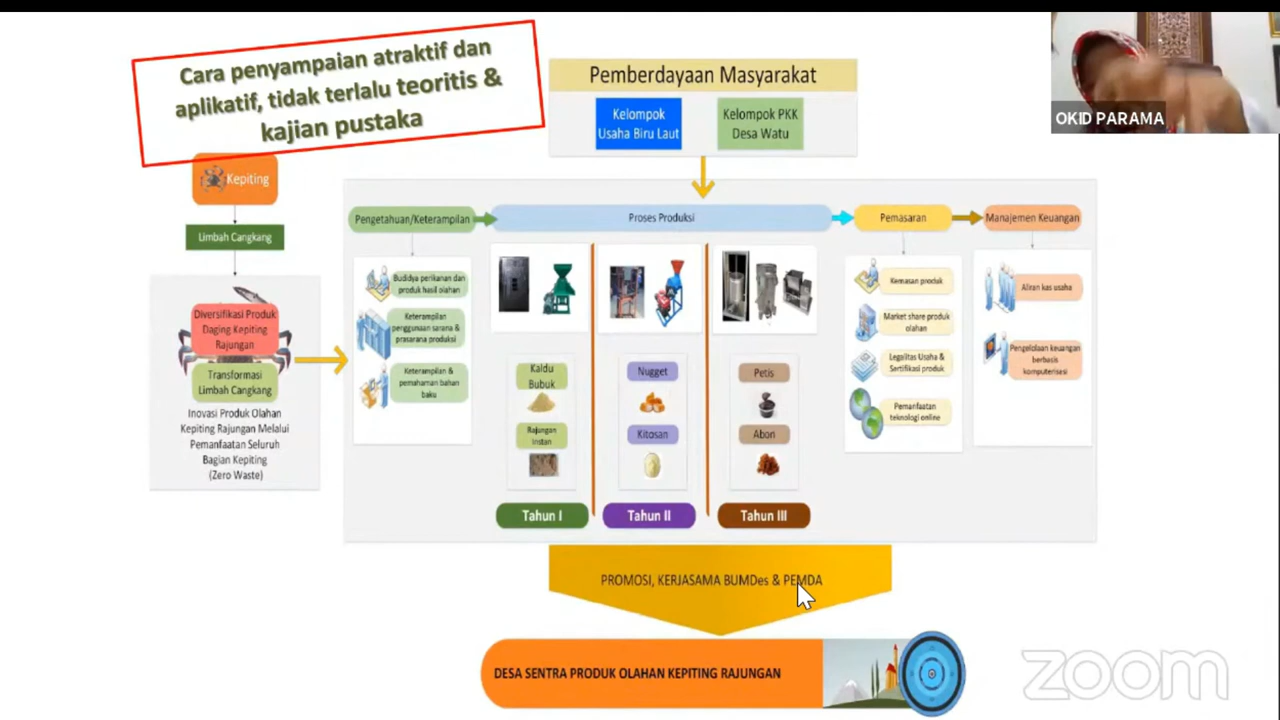 Cara penyampaian atraktif dan
aplikatif, tidak terlalu teoritis &
kajian pustaka
Pemberdayaan Masyarakat
Kelompok
Usaha Biru Laut
Kelompok PKK
Desa Watu
OKID PARAMA
Kepiting
Limbah Cangkang
Diversifikasi Produk
Daging Kepiting
Rajungan
Transformasi
Limbah Cangkang
Inovasi Produk Olahan
Kepiting Rajungan Melalui
Pemanfaatan Seluruh
Bagian Kepiting
(Zero Waste)
Pengetahuan/Keterampilan
Proses Produksi
Pemasaran
Manajemen Keuangan
Budidya perikanan dan
produk hasil olahan
Keterampilan
penggunaan sarana &
prasarana produksi
Keterampilan &
pemahaman bahan
baku
Kaldu
Bubuk
Rajungan
Instan
Tahun I
Nugget
Kitosan
Tahun II
Petis
Abon
Tahun III
Kemasan produk
Market share produk
olahan
Legalitas Usaha &
Sertifikasi produk
Pemanfaatan
teknologi online
Aliran kas usaha
Pengelolaan keuangan
berbasis
komputerisasi
PROMOSI, KERJASAMA BUMDes & PEMDA
DESA SENTRA PRODUK OLAHAN KEPITING RAJUNGAN
zoom